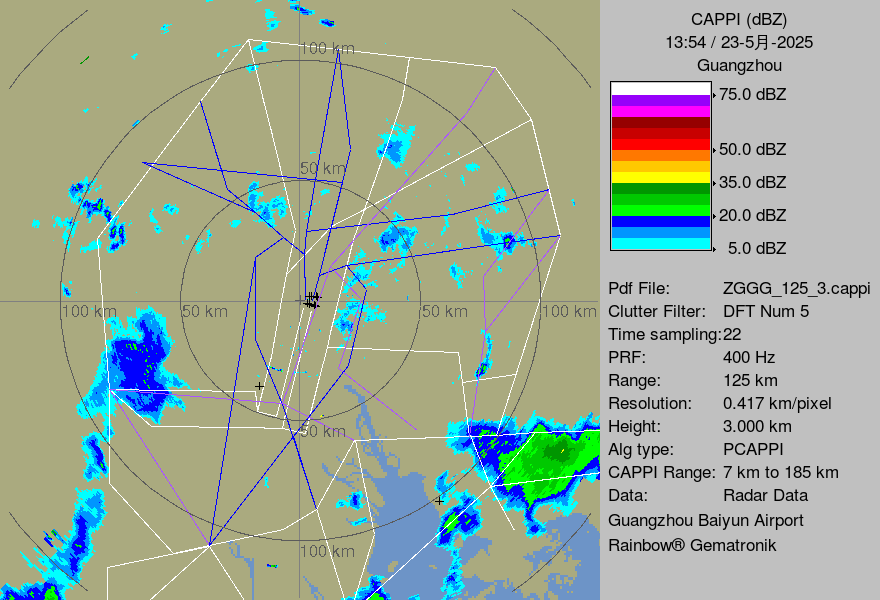 CAPPI (dBZ)
13:54 / 23-5月-2025
Guangzhou
75.0 dBZ
50.0 dBZ
35.0 dBZ
20.0 dBZ
5.0 dBZ
100 km
50 km
100 km
50 km
50 km
100 km
50 km
100 km
Pdf File: ZGGG_125_3.cappi
Clutter Filter: DFT Num 5
Time sampling:22
PRF: 400 Hz
Range: 125 km
Resolution: 0.417 km/pixel
Height: 3.000 km
Alg type: PCAPPI
CAPPI Range: 7 km to 185 km
Data: Radar Data
Guangzhou Baiyun Airport
Rainbow® Gematronik